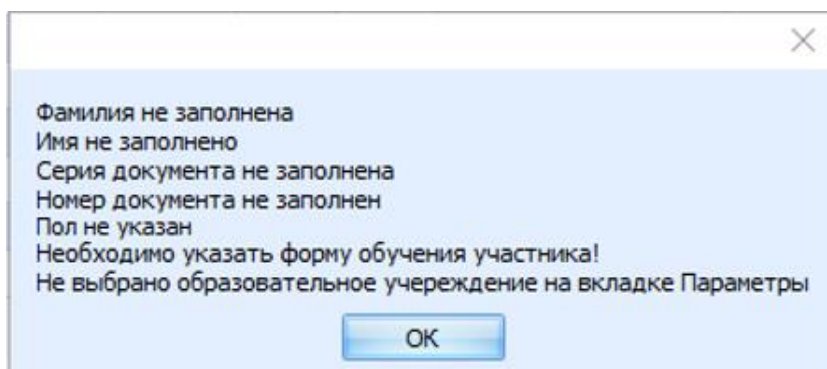 Фамилия не заполнена
Имя не заполнено
Серия документа не заполнена
Номер документа не заполнен
Пол не указан
Необходимо указать форму обучения участника!
Не выбрано образовательное учереждение на вкладке Параметры
ОК